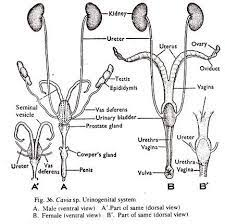 Kidney
Ureter
Uterus
Ovary
Oviduct
Testis
Epididymis
Ureter
Vagina
Seminal
vesicle
Vas deferens
Urinary bladder
Prostate gland
Ureter
Vas deferens
Cowper's gland
Urethra
Vagina
Urethra
Vagina
Penis
Vulva
A'
A
B
B'
Fig. 36. Cavia sp. Urinogenital system.
A. Male (ventral view) A'. Part of same (dorsal view)
B. Female (ventral view) B'. Part of same (dorsal view)